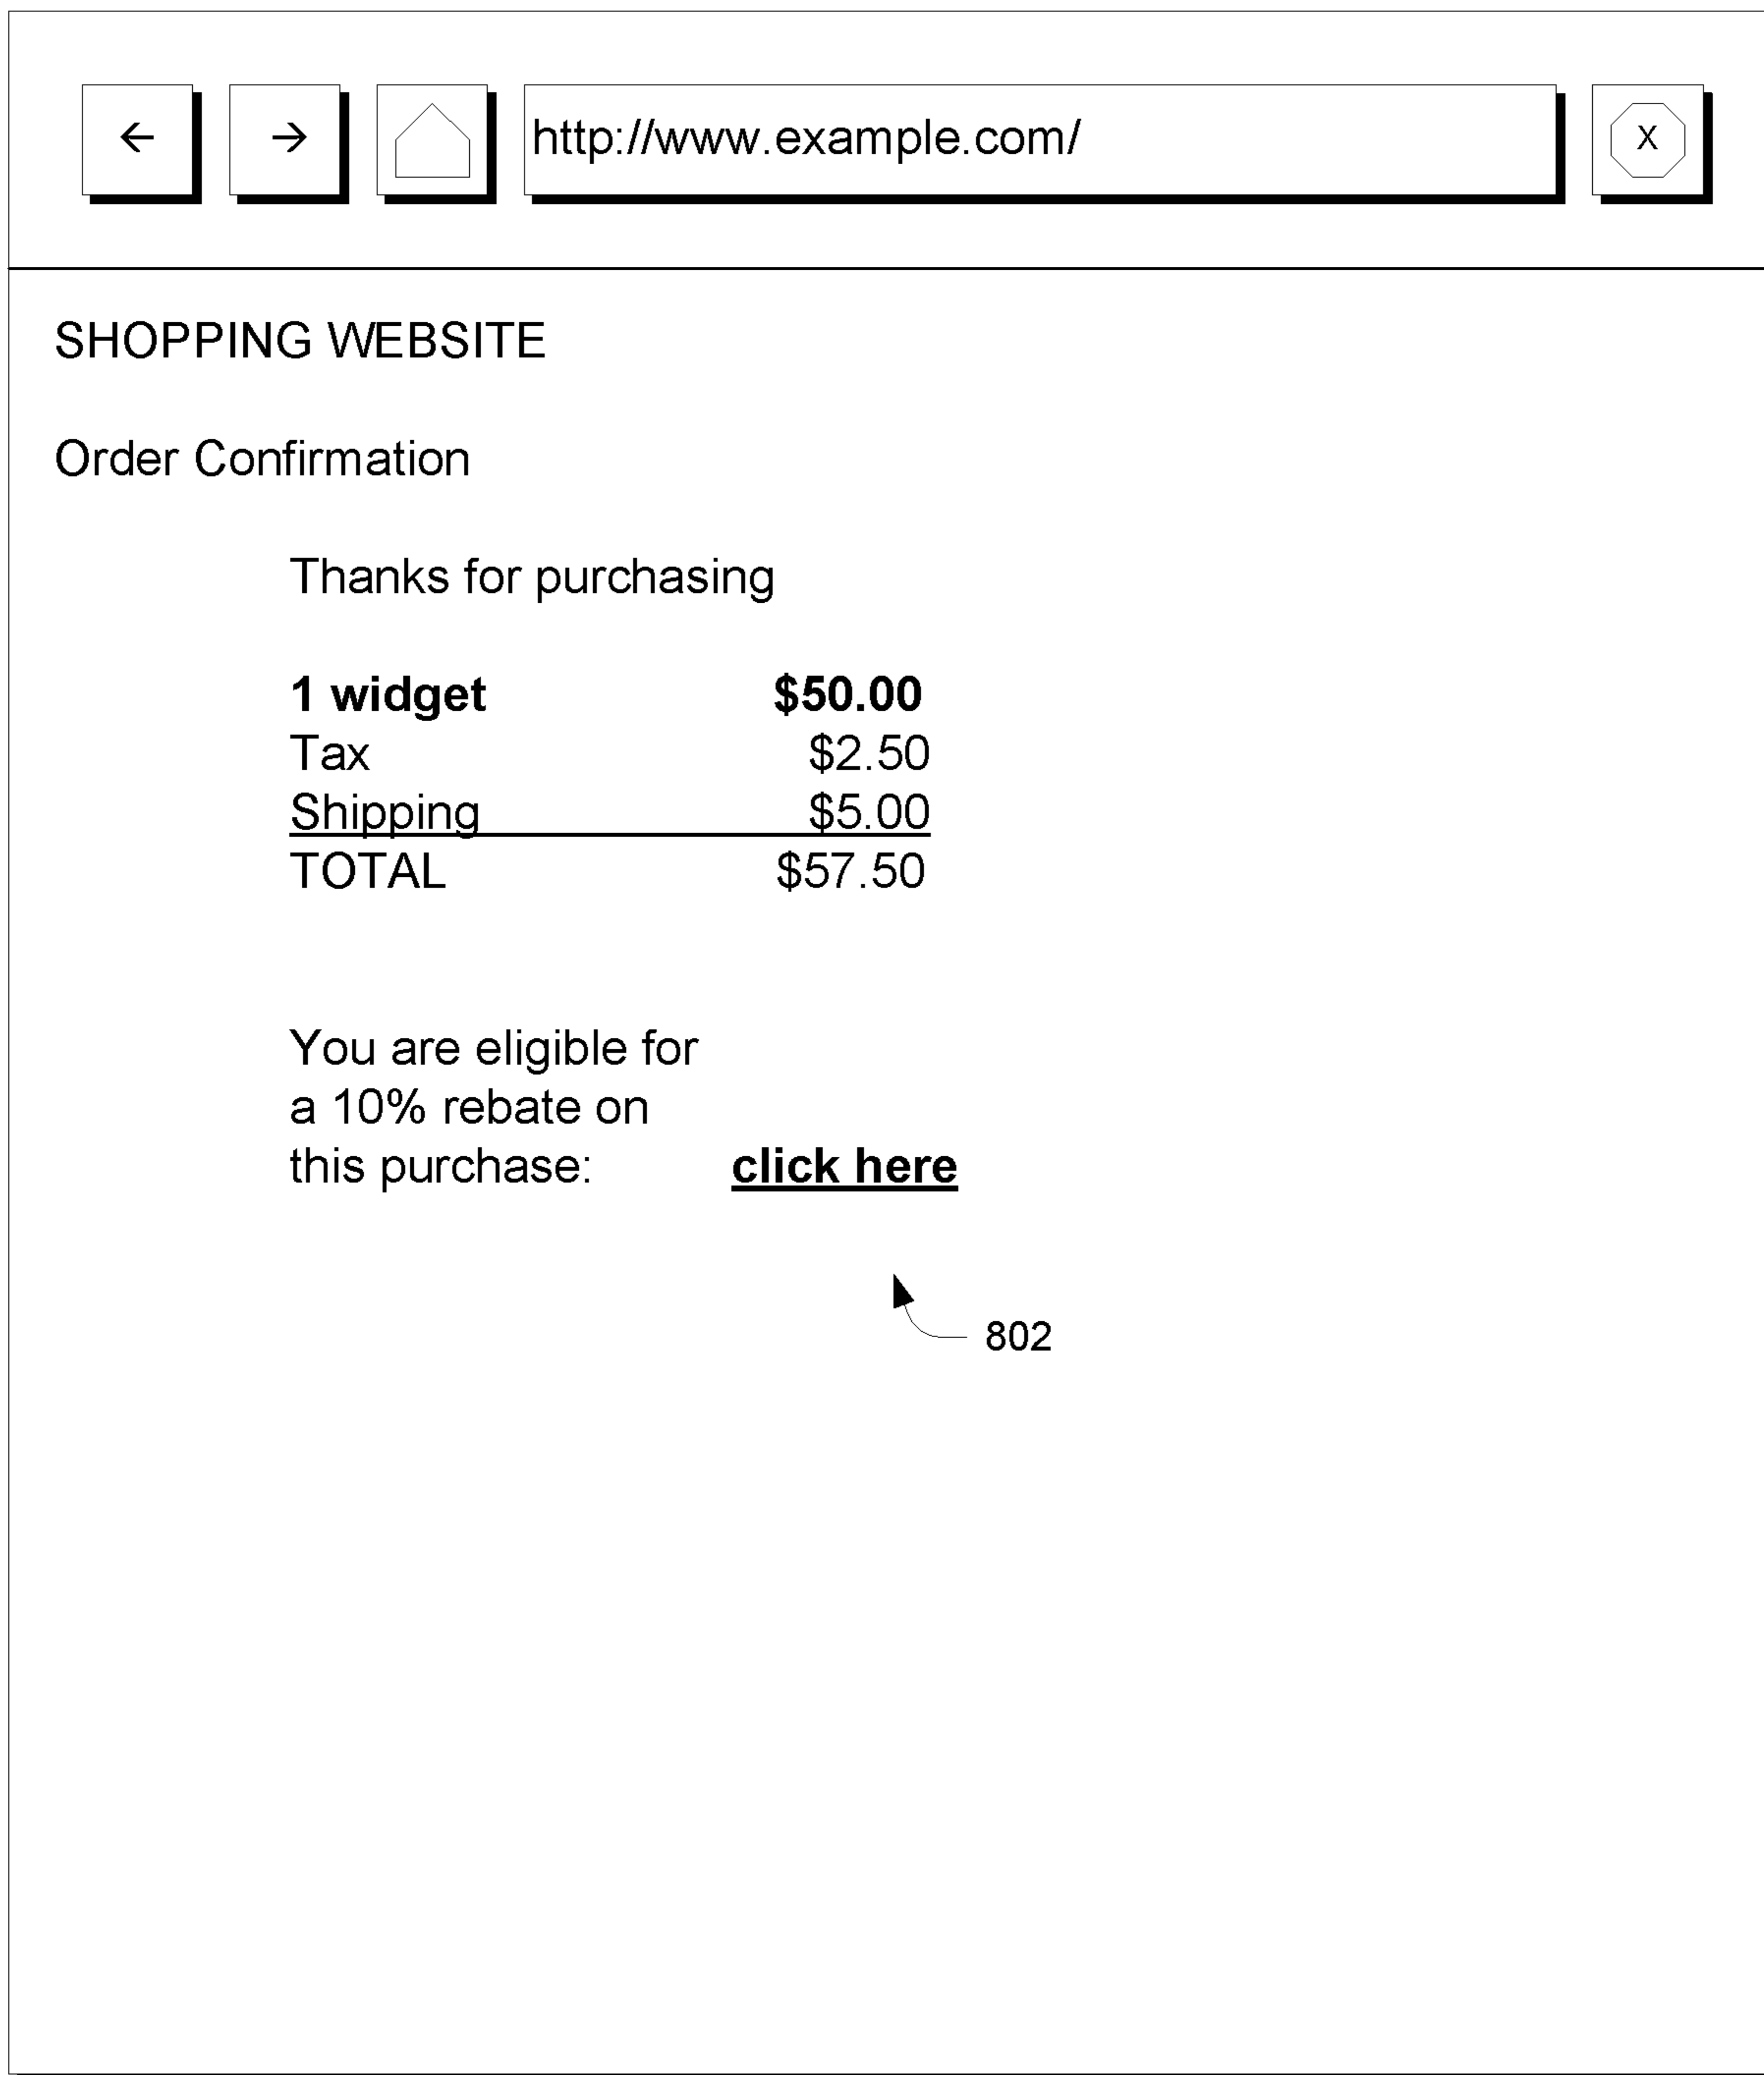 ← → http://www.example.com/ X
SHOPPING WEBSITE
Order Confirmation
Thanks for purchasing
1 widget $50.00
Tax $2.50
Shipping $5.00
TOTAL $57.50
You are eligible for
a 10% rebate on
this purchase: click here
802